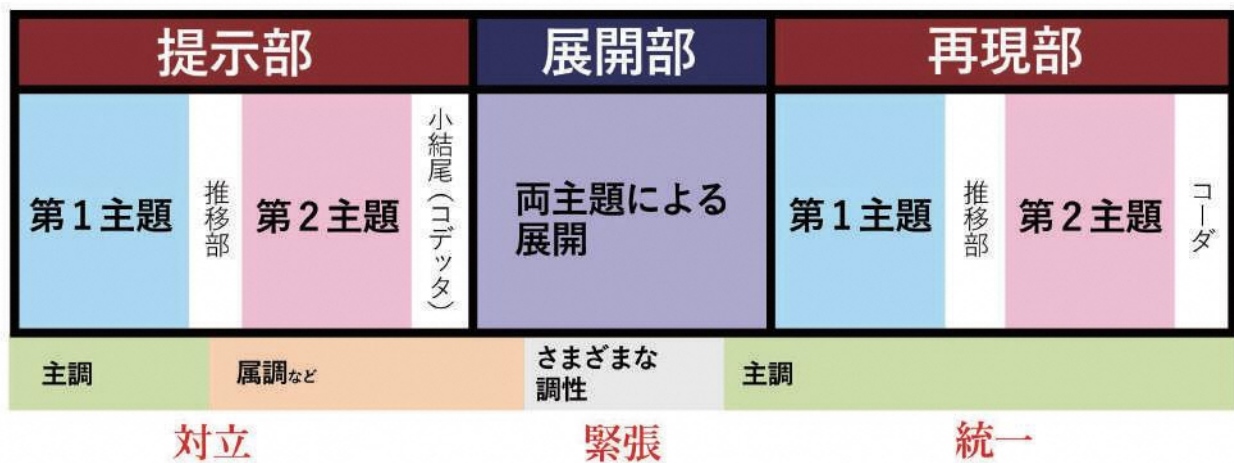 提示部
展開部
再現部
第1主題
推移部
第2主題
小結尾(コデッタ)
両主題による
展開
第1主題
推移部
第2主題
コーダ
主調
属調など
さまざまな
調性
主調
対立
緊張
統一